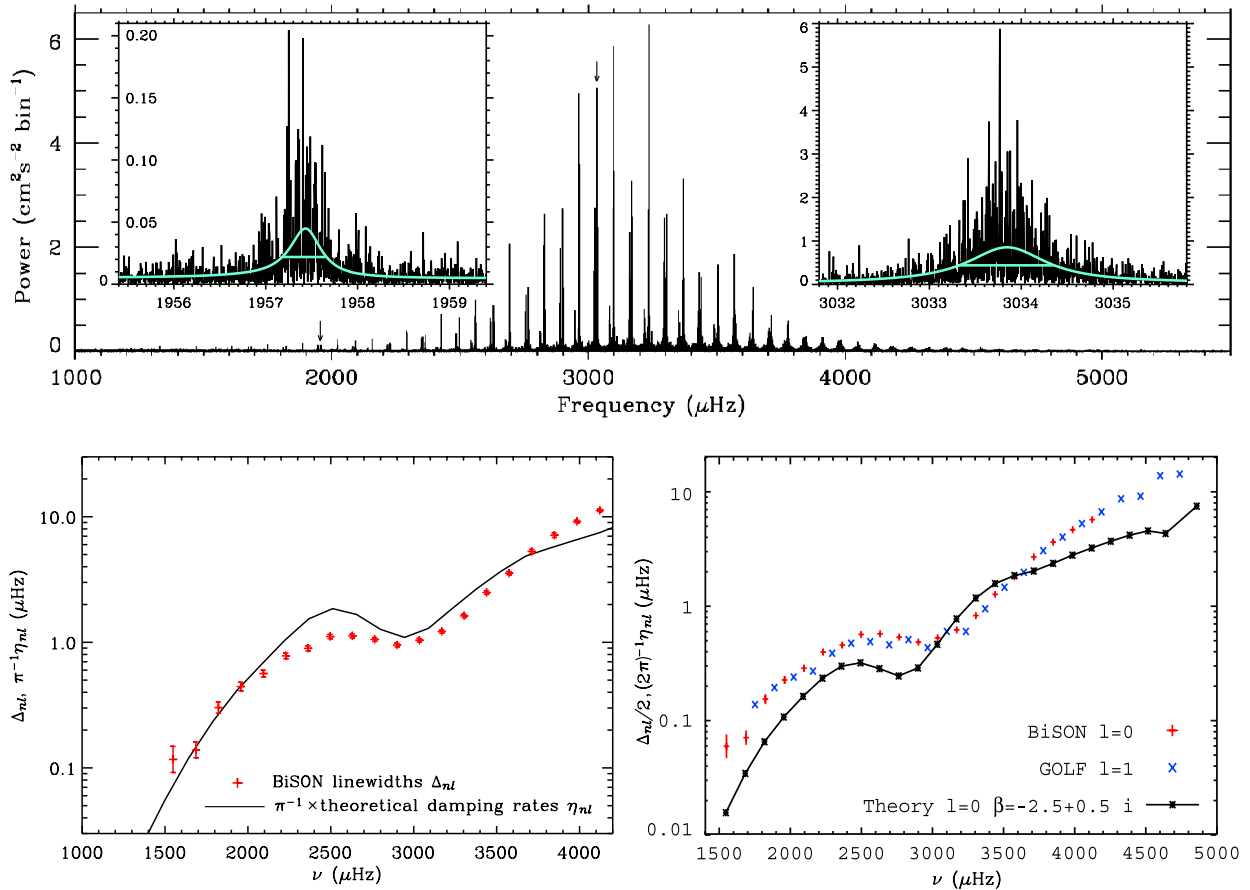 Power (cm²s⁻² bin⁻¹)
6
4
2
0
0.20
0.15
0.10
0.05
0
1956 1957 1958 1959
6
5
4
3
2
1
0
3032 3033 3034 3035
1000 2000 3000 4000 5000
Frequency (μHz)
Δₙₗ, π⁻¹ηₙₗ (μHz)
10.0
1.0
0.1
BiSON linewidths Δₙₗ
π⁻¹×theoretical damping rates ηₙₗ
1000 1500 2000 2500 3000 3500 4000
ν (μHz)
Δₙₗ/2, (2π)⁻¹ηₙₗ (μHz)
10
1
0.1
0.01
BiSON l=0
GOLF l=1
Theory l=0 β=-2.5+0.5 i
1500 2000 2500 3000 3500 4000 4500 5000
ν (μHz)